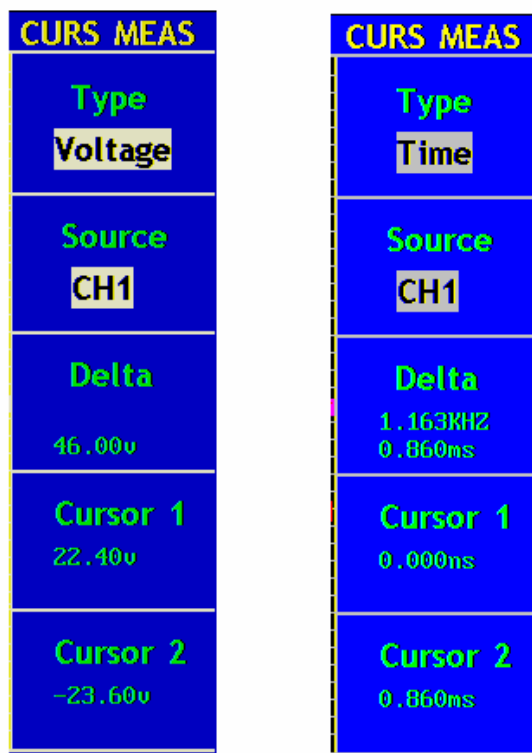 CURS MEAS
Type
Voltage
Source
CH1
Delta
46.00v
Cursor 1
22.40v
Cursor 2
-23.60v
CURS MEAS
Type
Time
Source
CH1
Delta
1.163KHZ
0.860ms
Cursor 1
0.000ns
Cursor 2
0.860ms